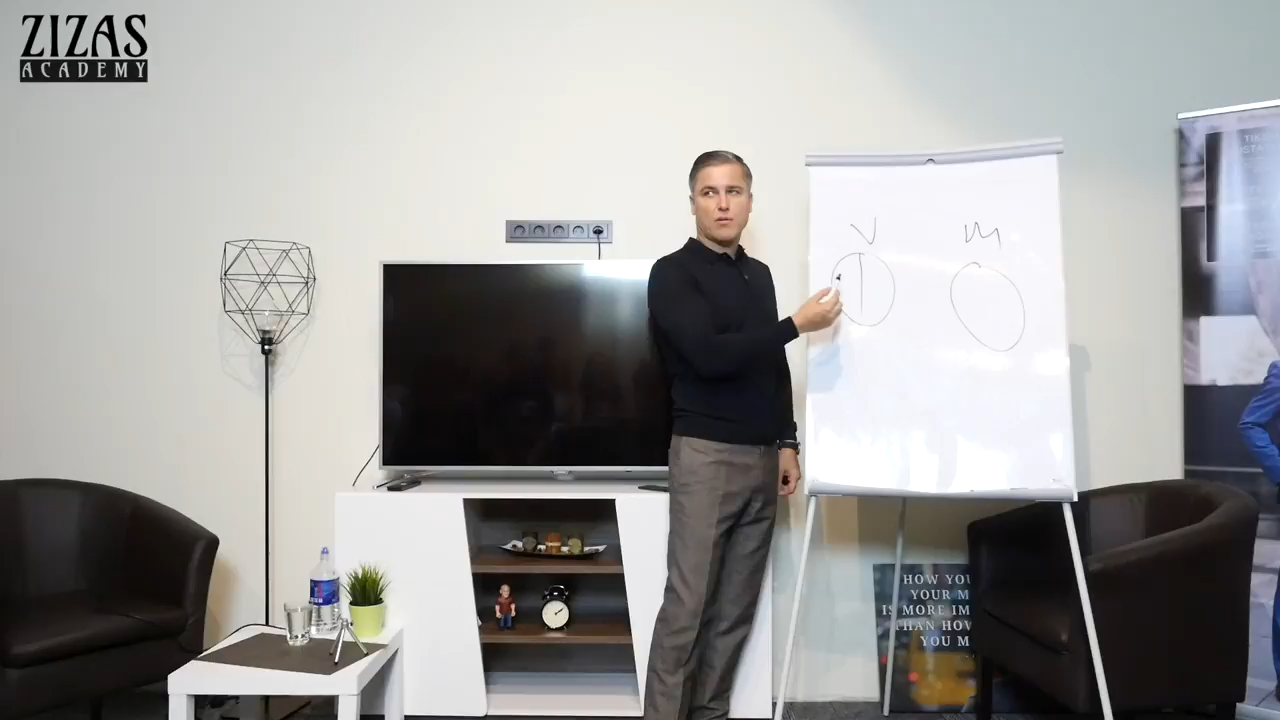 ZIZAS
ACADEMY
V M
HOW YOU
YOUR M
IS MORE IM
THAN HOW
YOU M